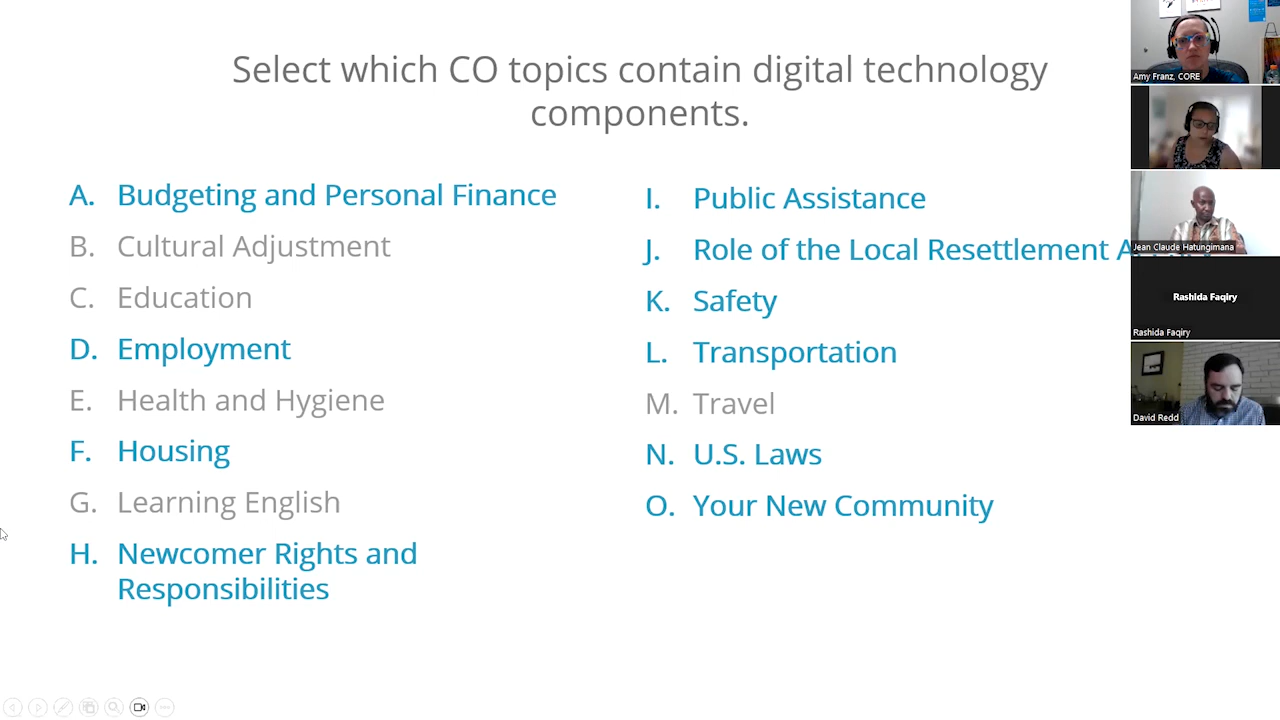 Select which CO topics contain digital technology
components.
A. Budgeting and Personal Finance
B. Cultural Adjustment
C. Education
D. Employment
E. Health and Hygiene
F. Housing
G. Learning English
H. Newcomer Rights and
Responsibilities
I. Public Assistance
J. Role of the Local Resettlement
K. Safety
L. Transportation
M. Travel
N. U.S. Laws
O. Your New Community
Amy Franz, CORE
Jean Claude Hatungimana
Rashida Faqiry
Rashida Faqiry
David Redd